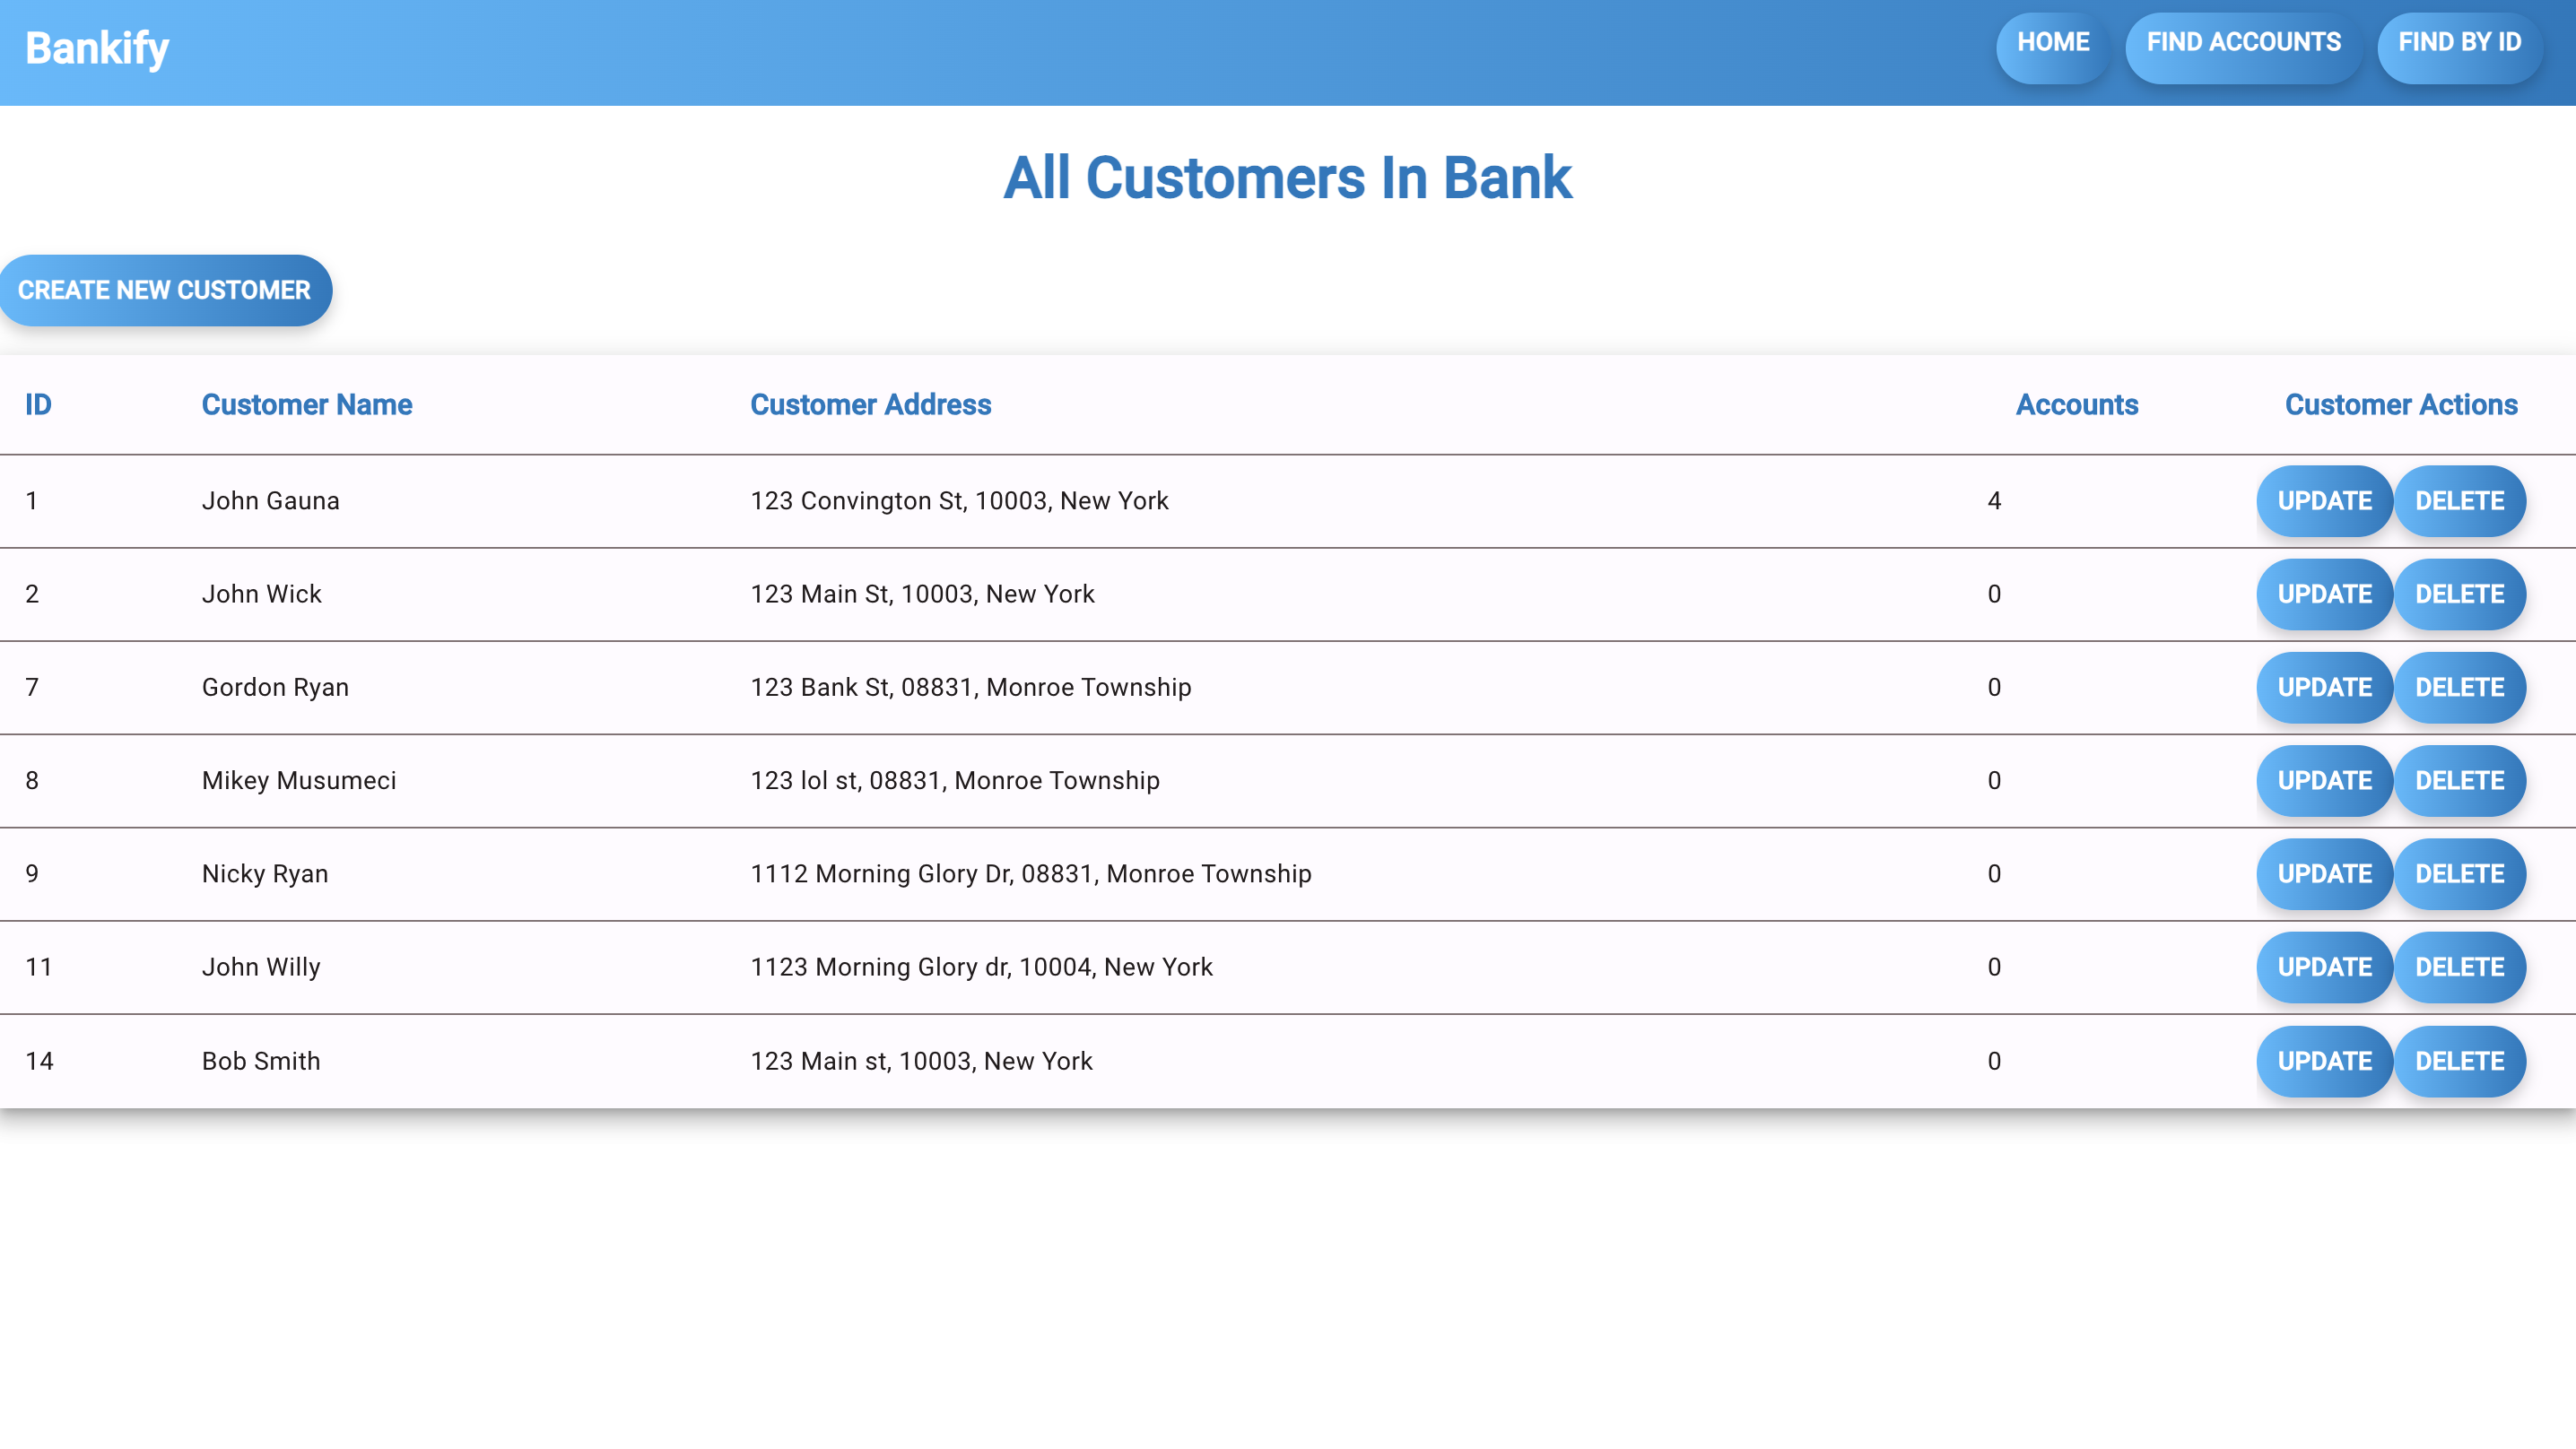 Bankify HOME FIND ACCOUNTS FIND BY ID
All Customers In Bank
CREATE NEW CUSTOMER
ID Customer Name Customer Address Accounts Customer Actions
1 John Gauna 123 Convington St, 10003, New York 4 UPDATE DELETE
2 John Wick 123 Main St, 10003, New York 0 UPDATE DELETE
7 Gordon Ryan 123 Bank St, 08831, Monroe Township 0 UPDATE DELETE
8 Mikey Musumeci 123 lol st, 08831, Monroe Township 0 UPDATE DELETE
9 Nicky Ryan 1112 Morning Glory Dr, 08831, Monroe Township 0 UPDATE DELETE
11 John Willy 1123 Morning Glory dr, 10004, New York 0 UPDATE DELETE
14 Bob Smith 123 Main st, 10003, New York 0 UPDATE DELETE